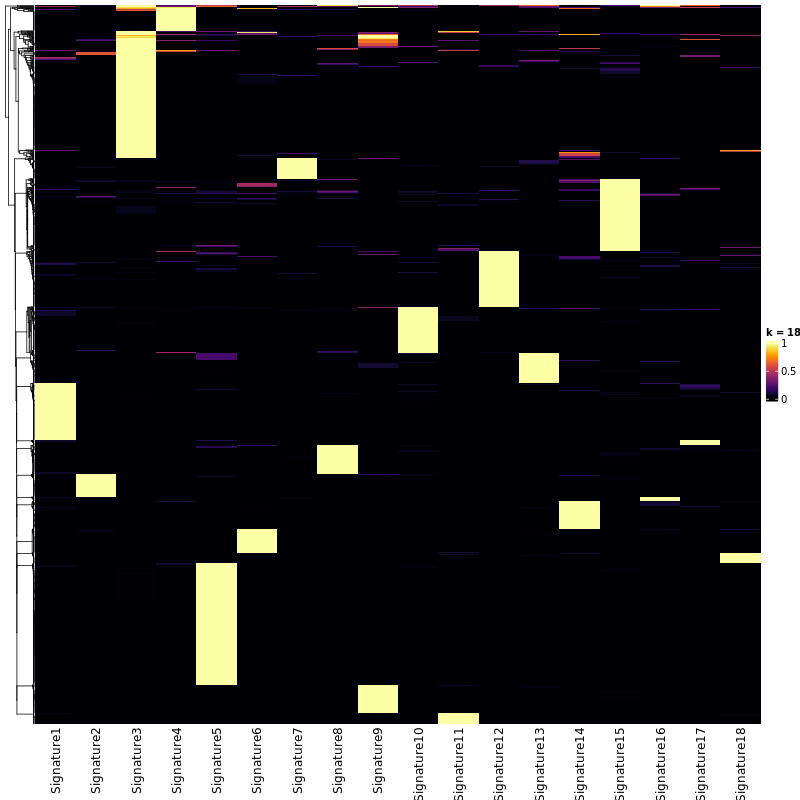 k = 18
1
0.5
0
Signature1
Signature2
Signature3
Signature4
Signature5
Signature6
Signature7
Signature8
Signature9
Signature10
Signature11
Signature12
Signature13
Signature14
Signature15
Signature16
Signature17
Signature18